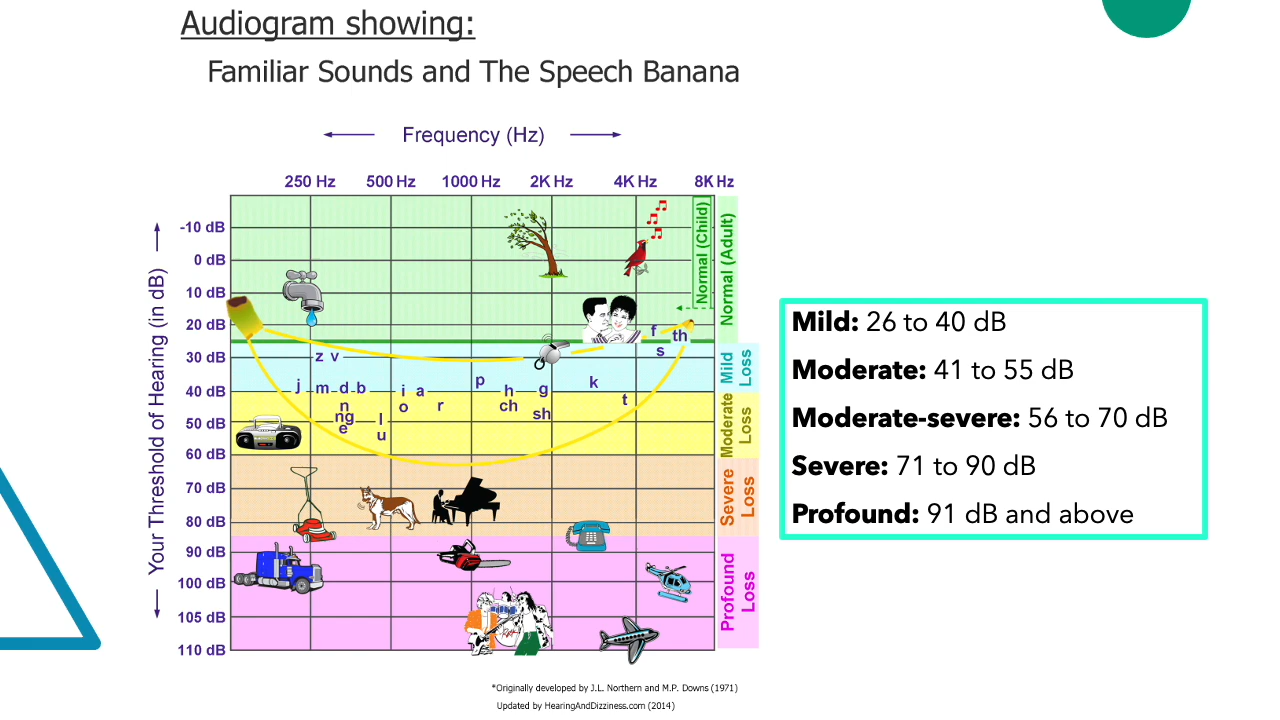 Audiogram showing:
Familiar Sounds and The Speech Banana
Frequency (Hz)
250 Hz 500 Hz 1000 Hz 2K Hz 4K Hz 8K Hz
Your Threshold of Hearing (in dB)
-10 dB
0 dB
10 dB
20 dB
30 dB
40 dB
50 dB
60 dB
70 dB
80 dB
90 dB
100 dB
105 dB
110 dB
f th
s
z v
j m d b i a p h g k
n o r ch sh t
ng l
e u
Normal (Child)
Normal (Adult)
Mild Loss
Moderate Loss
Severe Loss
Profound Loss
Mild: 26 to 40 dB
Moderate: 41 to 55 dB
Moderate-severe: 56 to 70 dB
Severe: 71 to 90 dB
Profound: 91 dB and above
*Originally developed by J.L. Northern and M.P. Downs (1971)
Updated by HearingAndDizziness.com (2014)